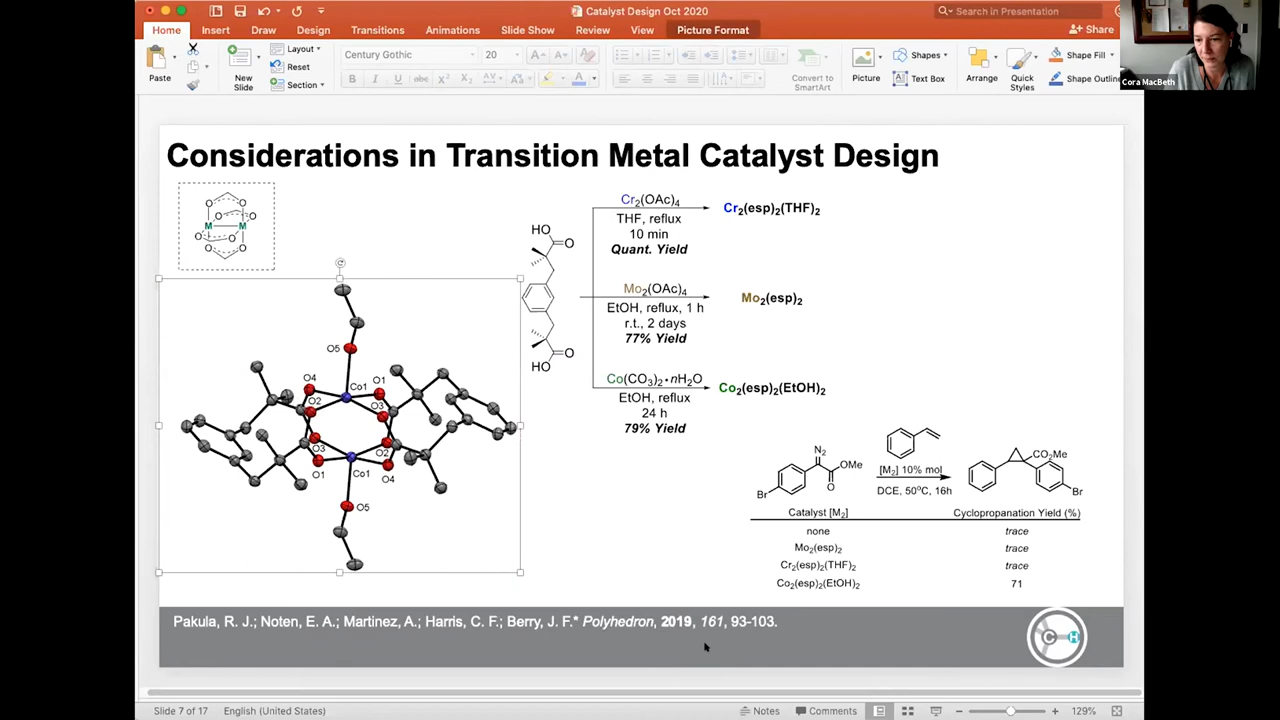 Catalyst Design Oct 2020
Search in Presentation
Home Insert Draw Design Transitions Animations Slide Show Review View Picture Format
Share
Paste
New Slide
Layout
Reset
Section
Century Gothic 20
Convert to SmartArt
Picture
Shapes
Text Box
Arrange
Quick Styles
Shape Fill
Shape Outlin
Cora MacBeth
Considerations in Transition Metal Catalyst Design
O O
O O
M M
O O
O O
HO O
HO O
Cr2(OAc)4
THF, reflux
10 min
Quant. Yield
Cr2(esp)2(THF)2
Mo2(OAc)4
EtOH, reflux, 1 h
r.t., 2 days
77% Yield
Mo2(esp)2
Co(CO3)2•nH2O
EtOH, reflux
24 h
79% Yield
Co2(esp)2(EtOH)2
O5
O4 Co1 O1
O2 O3
O3 O2
O1 Co1 O4
O5
N2
OMe
O
Br
[M2] 10% mol
DCE, 50°C, 16h
CO2Me
Br
Catalyst [M2] Cyclopropanation Yield (%)
none trace
Mo2(esp)2 trace
Cr2(esp)2(THF)2 trace
Co2(esp)2(EtOH)2 71
Pakula, R. J.; Noten, E. A.; Martinez, A.; Harris, C. F.; Berry, J. F.* Polyhedron, 2019, 161, 93-103.
C H
Slide 7 of 17 English (United States)
Notes Comments 129%